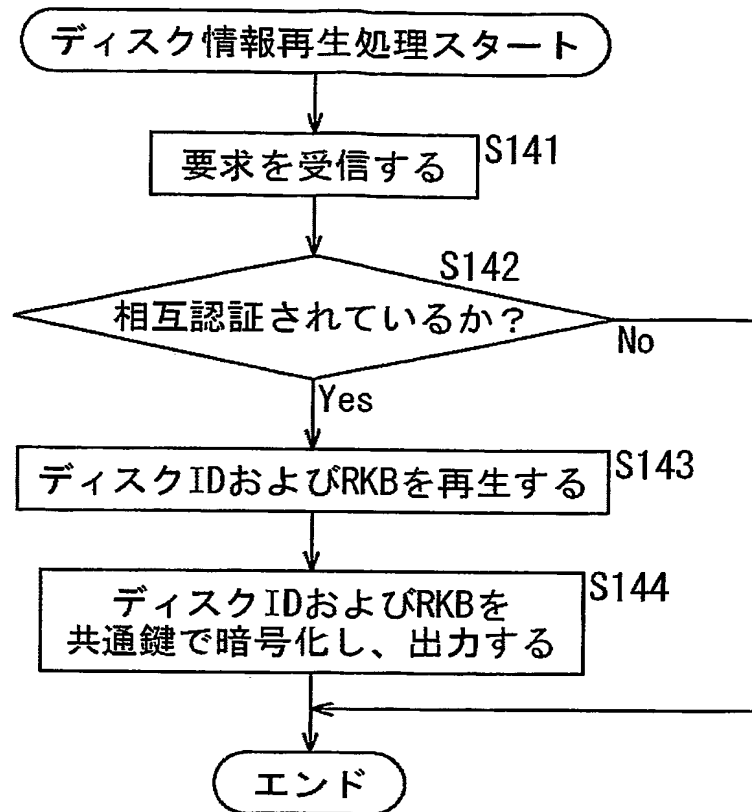 ディスク情報再生処理スタート
要求を受信する
S141
S142
相互認証されているか？
No
Yes
ディスクIDおよびRKBを再生する
S143
ディスクIDおよびRKBを
共通鍵で暗号化し、出力する
S144
エンド